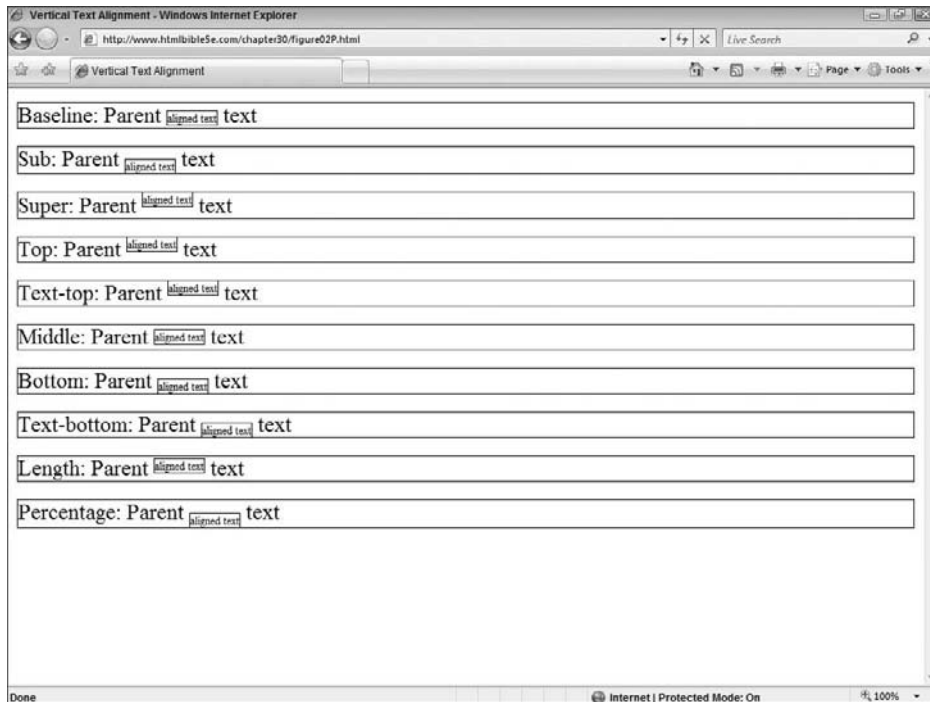 Vertical Text Alignment - Windows Internet Explorer
http://www.htmlbible5e.com/chapter30/figure02P.html
Live Search
Vertical Text Alignment
Page
Tools
Baseline: Parent aligned text text
Sub: Parent aligned text text
Super: Parent aligned text text
Top: Parent aligned text text
Text-top: Parent aligned text text
Middle: Parent aligned text text
Bottom: Parent aligned text text
Text-bottom: Parent aligned text text
Length: Parent aligned text text
Percentage: Parent aligned text text
Done
Internet | Protected Mode: On
100%